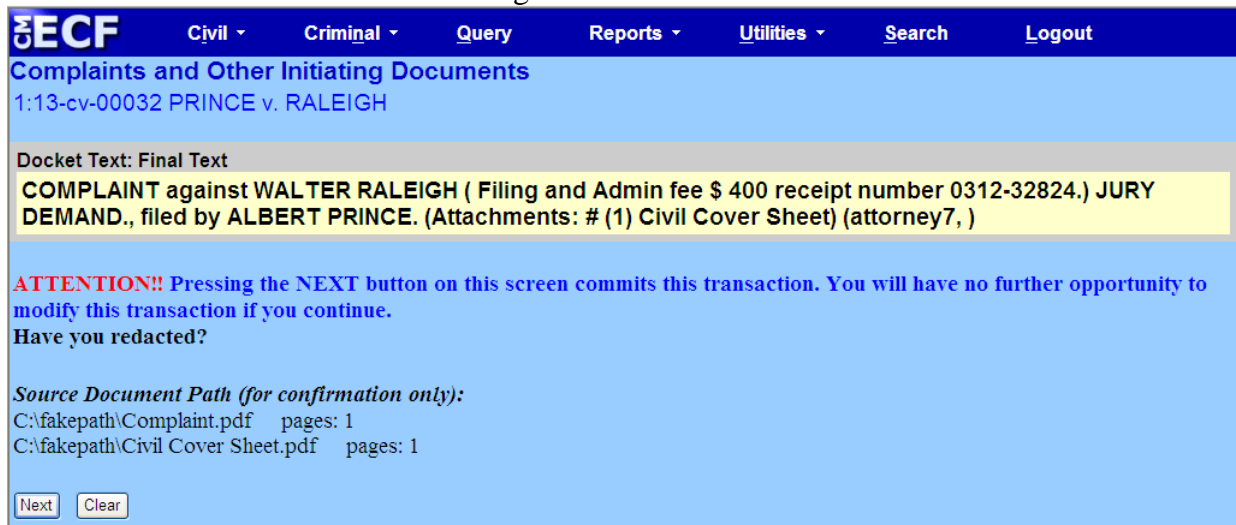 CM ECF Civil Criminal Query Reports Utilities Search Logout
Complaints and Other Initiating Documents
1:13-cv-00032 PRINCE v. RALEIGH
Docket Text: Final Text
COMPLAINT against WALTER RALEIGH ( Filing and Admin fee $ 400 receipt number 0312-32824.) JURY
DEMAND., filed by ALBERT PRINCE. (Attachments: # (1) Civil Cover Sheet) (attorney7, )
ATTENTION!! Pressing the NEXT button on this screen commits this transaction. You will have no further opportunity to
modify this transaction if you continue.
Have you redacted?
Source Document Path (for confirmation only):
C:\fakepath\Complaint.pdf pages: 1
C:\fakepath\Civil Cover Sheet.pdf pages: 1
Next Clear